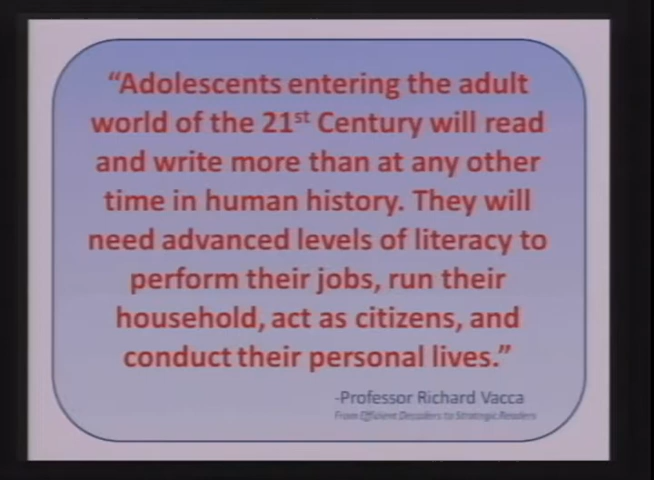 “Adolescents entering the adult
world of the 21st Century will read
and write more than at any other
time in human history. They will
need advanced levels of literacy to
perform their jobs, run their
household, act as citizens, and
conduct their personal lives.”
-Professor Richard Vacca
From Efficient Decoders to Strategic Readers